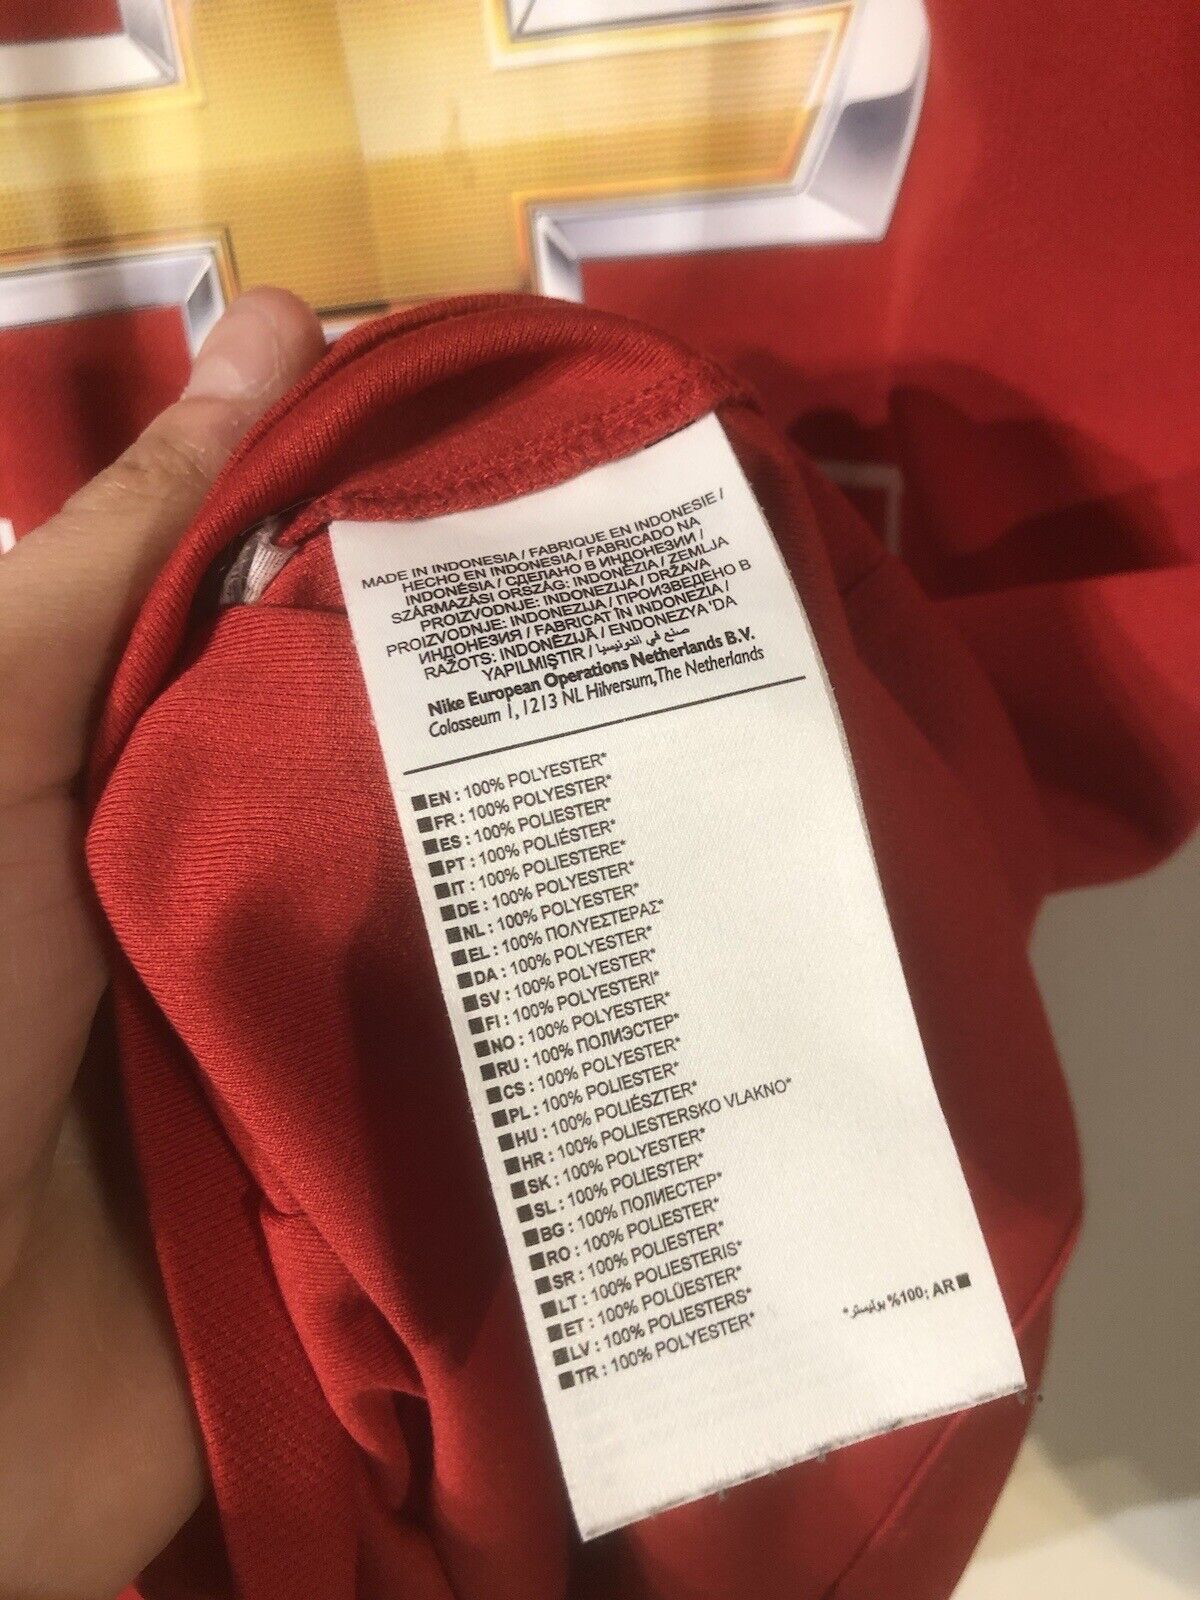 MADE IN INDONESIA / FABRIQUE EN INDONESIE /
HECHO EN INDONESIA / FABRICADO NA
INDONÉSIA / СДЕЛАНО В ИНДОНЕЗИИ /
SZÁRMAZÁSI ORSZÁG: INDONÉZIA / ZEMLJA
PROIZVODNJE: INDONEZIJA / DRŽAVA
PROIZVODNJE: INDONEZIJA / ПРОИЗВЕДЕНО В
ИНДОНЕЗИЯ / FABRICAT ÎN INDONEZIA /
RAŽOTS: INDONĒZIJĀ / ENDONEZYA'DA
YAPILMIŞTIR / صنع في اندونيسيا
Nike European Operations Netherlands B.V.
Colosseum 1, 1213 NL Hilversum, The Netherlands
EN : 100% POLYESTER*
FR : 100% POLYESTER*
ES : 100% POLIESTER*
PT : 100% POLIÉSTER*
IT : 100% POLIESTERE*
DE : 100% POLYESTER*
NL : 100% POLYESTER*
EL : 100% ΠΟΛΥΕΣΤΕΡΑΣ*
DA : 100% POLYESTER*
SV : 100% POLYESTER*
FI : 100% POLYESTERI*
NO : 100% POLYESTER*
RU : 100% ПОЛИЭСТЕР*
CS : 100% POLYESTER*
PL : 100% POLIESTER*
HU : 100% POLIÉSZTER*
HR : 100% POLIESTERSKO VLAKNO*
SK : 100% POLYESTER*
SL : 100% POLIESTER*
BG : 100% ПОЛИЕСТЕР*
RO : 100% POLIESTER*
SR : 100% POLIESTER*
LT : 100% POLIESTERIS*
ET : 100% POLÜESTER*
LV : 100% POLIESTERS*
TR : 100% POLYESTER*
AR :100% بوليستر*